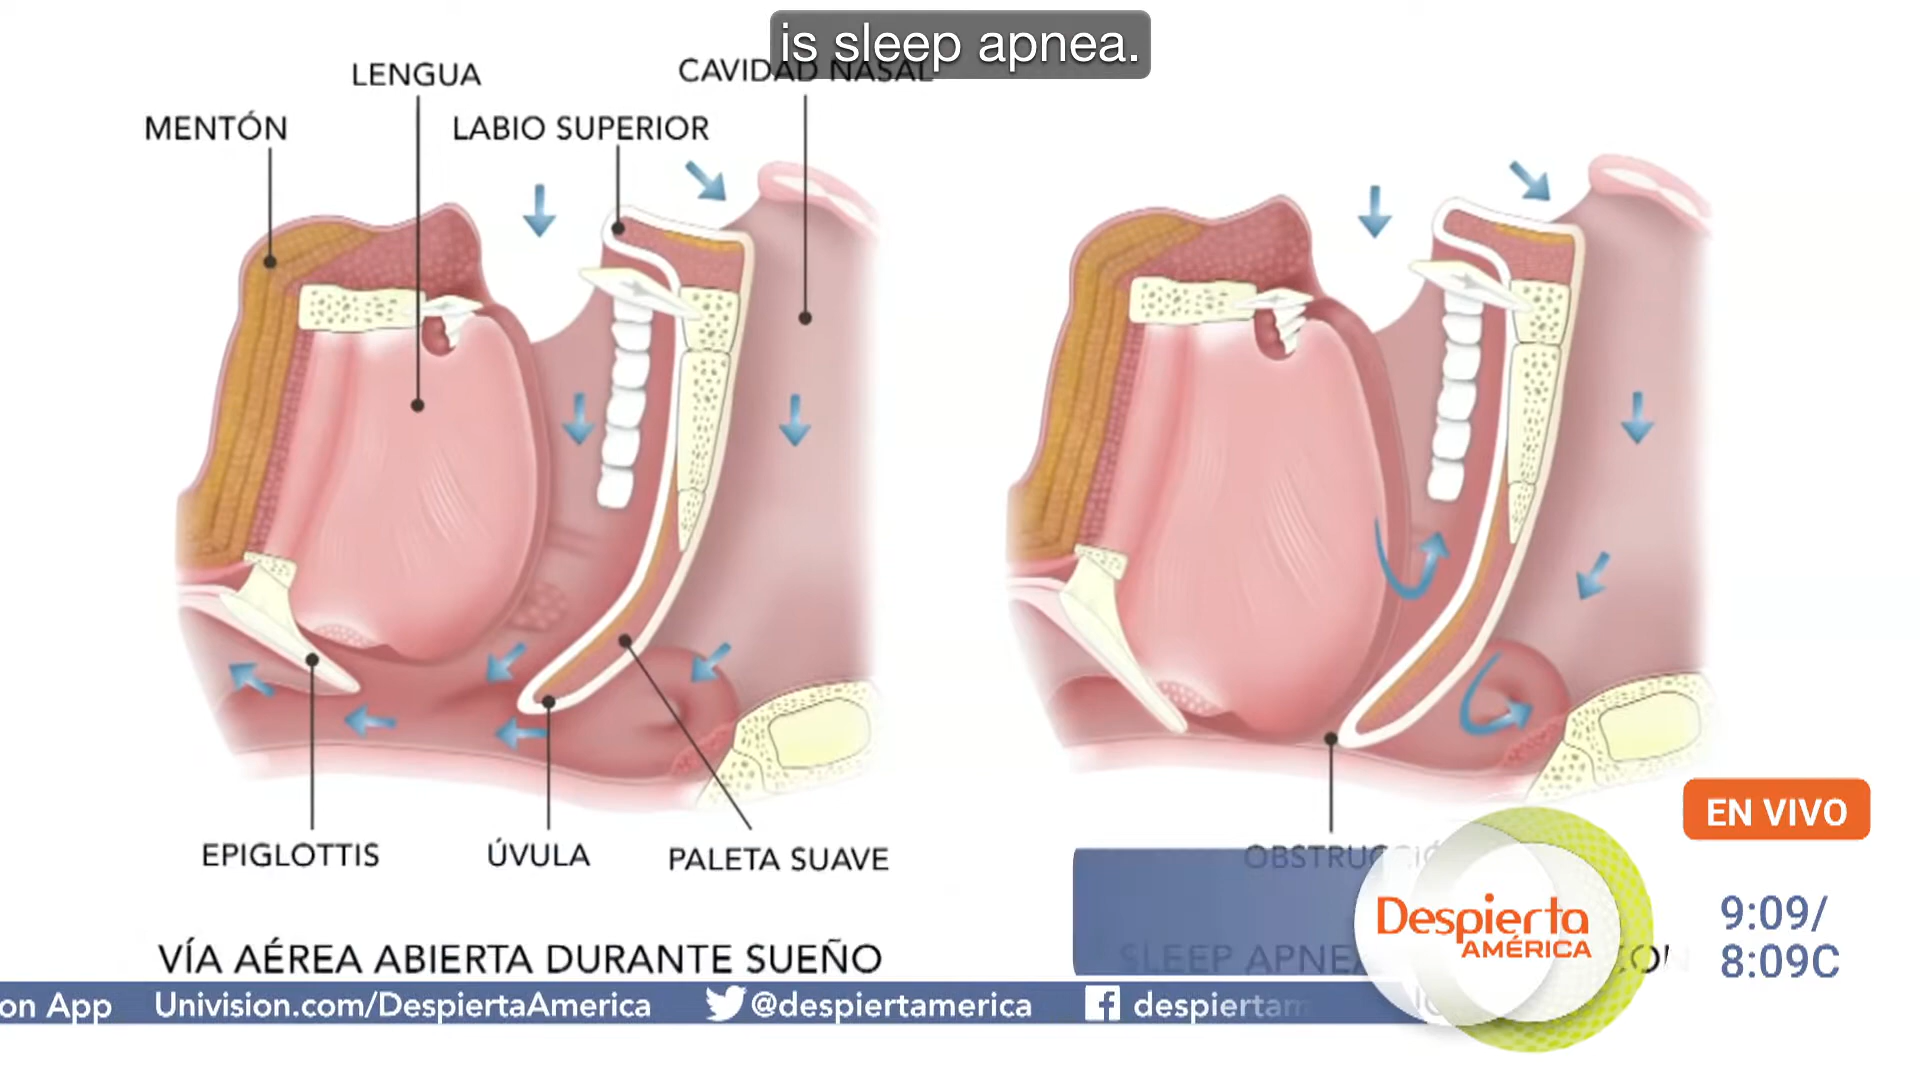 is sleep apnea.
LENGUA
CAVIDAD NASAL
MENTÓN
LABIO SUPERIOR
EPIGLOTTIS
ÚVULA
PALETA SUAVE
VÍA AÉREA ABIERTA DURANTE SUEÑO
SLEEP
EN VIVO
Despierta
AMÉRICA
9:09/
8:09C
on App Univision.com/DespiertaAmerica @despiertamerica despiertam